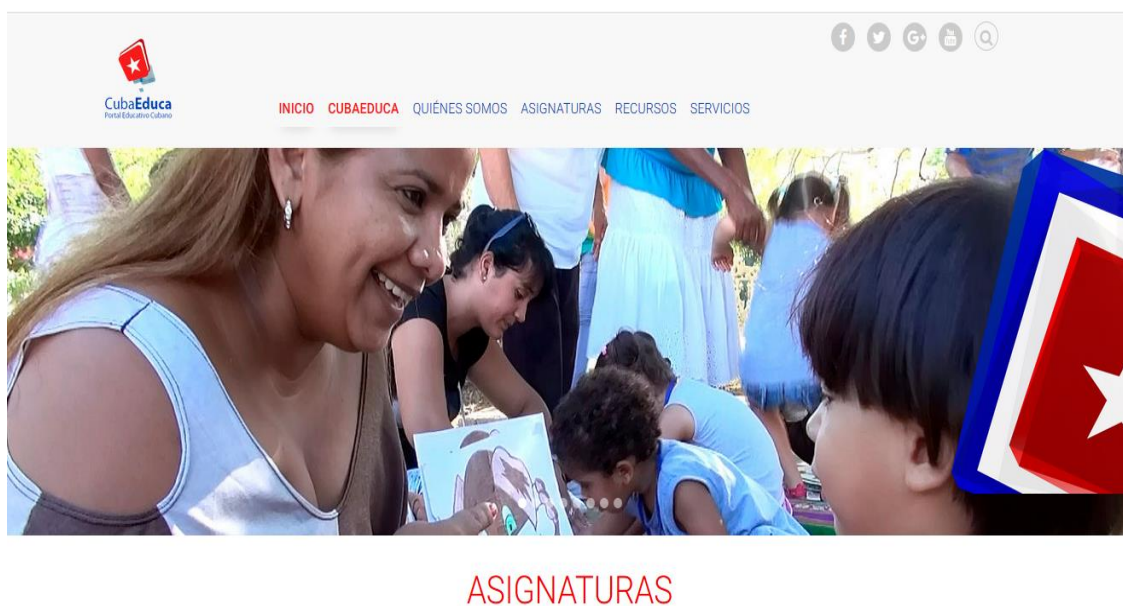 CubaEduca
Portal Educativo Cubano
INICIO CUBAEDUCA QUIÉNES SOMOS ASIGNATURAS RECURSOS SERVICIOS
ASIGNATURAS